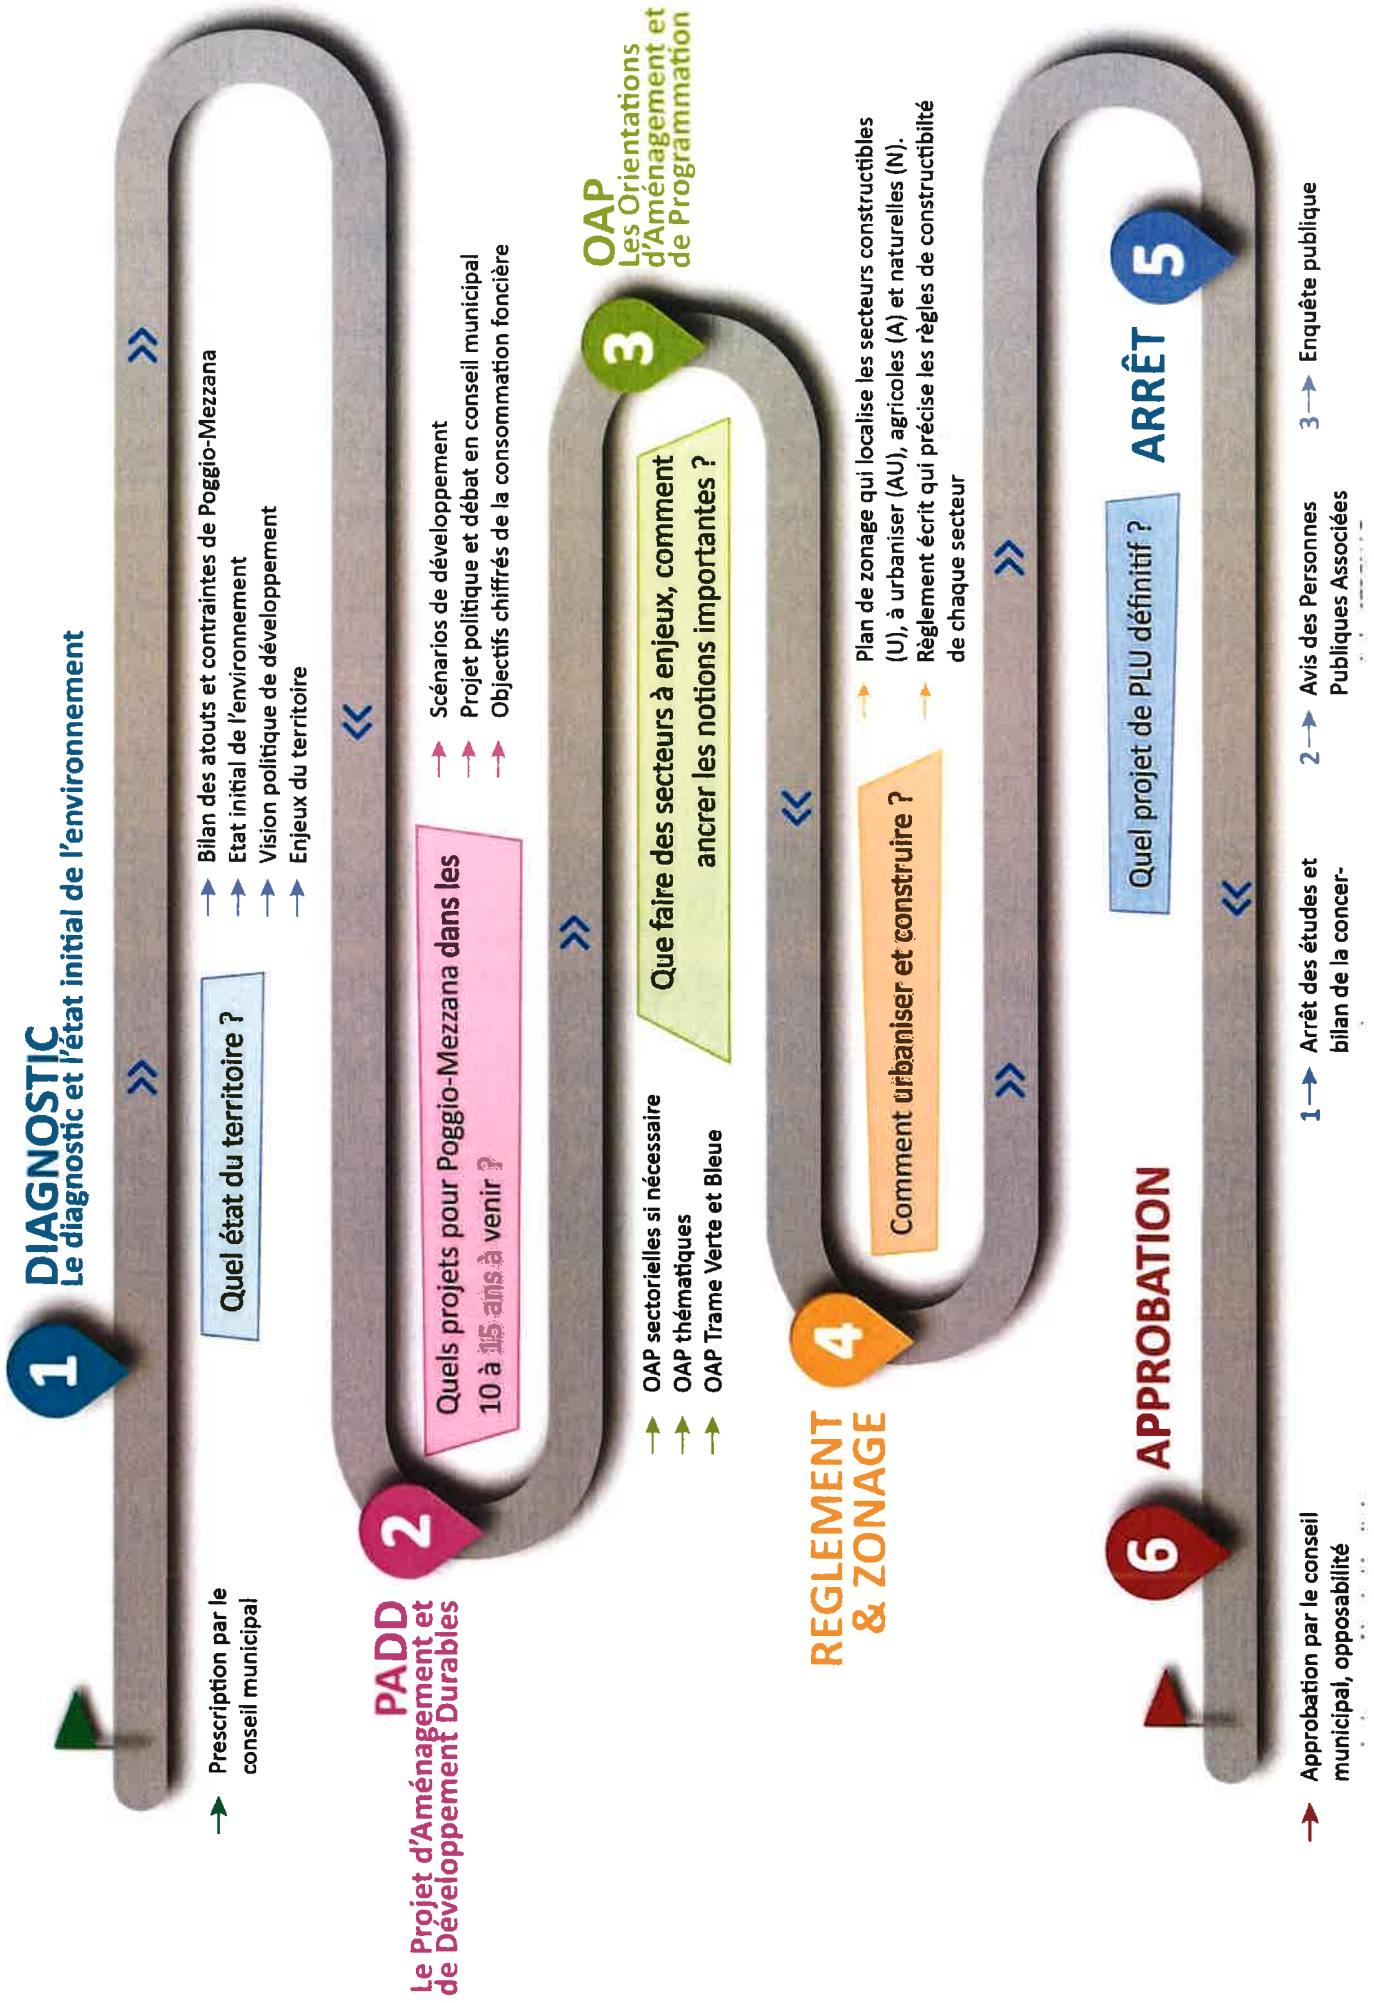 DIAGNOSTIC
Le diagnostic et l'état initial de l'environnement
1
Prescription par le
conseil municipal
Quel état du territoire ?
Bilan des atouts et contraintes de Poggio-Mezzana
Etat initial de l'environnement
Vision politique de développement
Enjeux du territoire
PADD
Le Projet d'Aménagement et
de Développement Durables
2
Quels projets pour Poggio-Mezzana dans les
10 à 15 ans à venir ?
Scénarios de développement
Projet politique et débat en conseil municipal
Objectifs chiffrés de la consommation foncière
OAP
Les Orientations
d'Aménagement et
de Programmation
3
OAP sectorielles si nécessaire
OAP thématiques
OAP Trame Verte et Bleue
Que faire des secteurs à enjeux, comment
ancrer les notions importantes ?
REGLEMENT
& ZONAGE
4
Comment urbaniser et construire ?
Plan de zonage qui localise les secteurs constructibles
(U), à urbaniser (AU), agricoles (A) et naturelles (N).
Règlement écrit qui précise les règles de constructibilté
de chaque secteur
6
APPROBATION
Quel projet de PLU définitif ?
ARRÊT
5
Approbation par le conseil
municipal, opposabilité
1 Arrêt des études et
bilan de la concer-
2 Avis des Personnes
Publiques Associées
3 Enquête publique